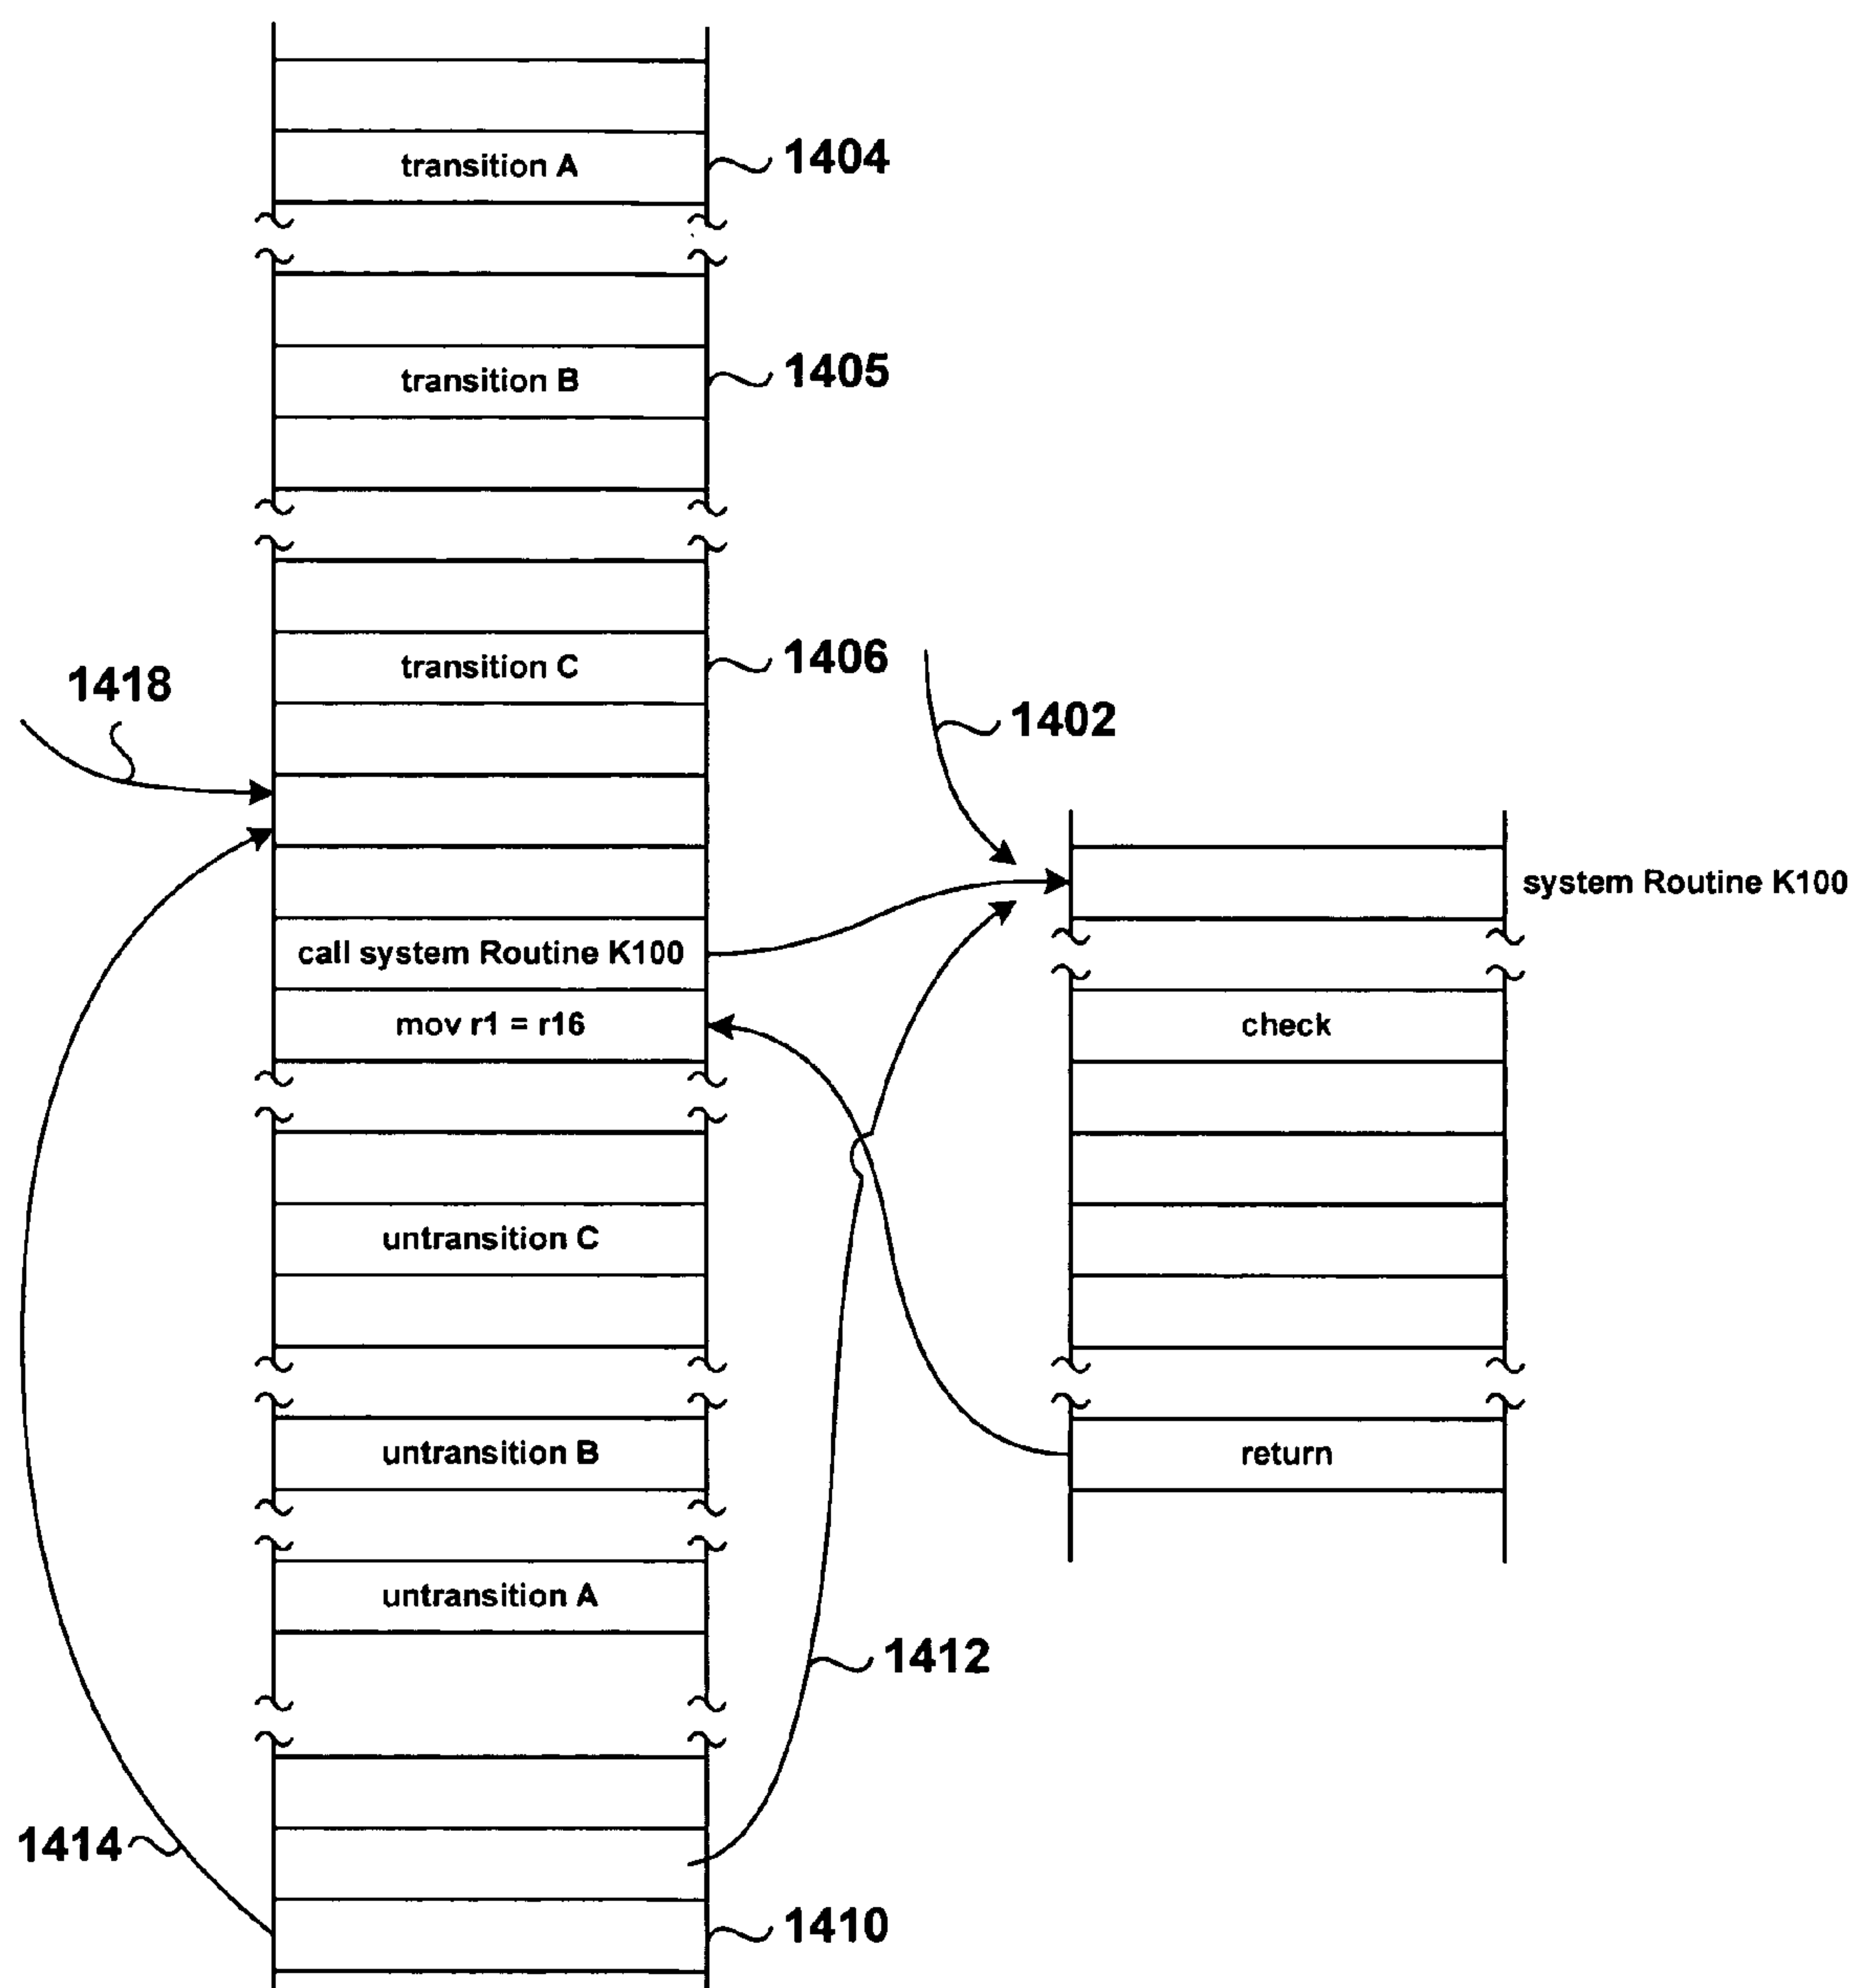 transition A
1404
transition B
1405
transition C
1406
1418
1402
system Routine K100
call system Routine K100
mov r1 = r16
check
untransition C
untransition B
return
untransition A
1412
1414
1410